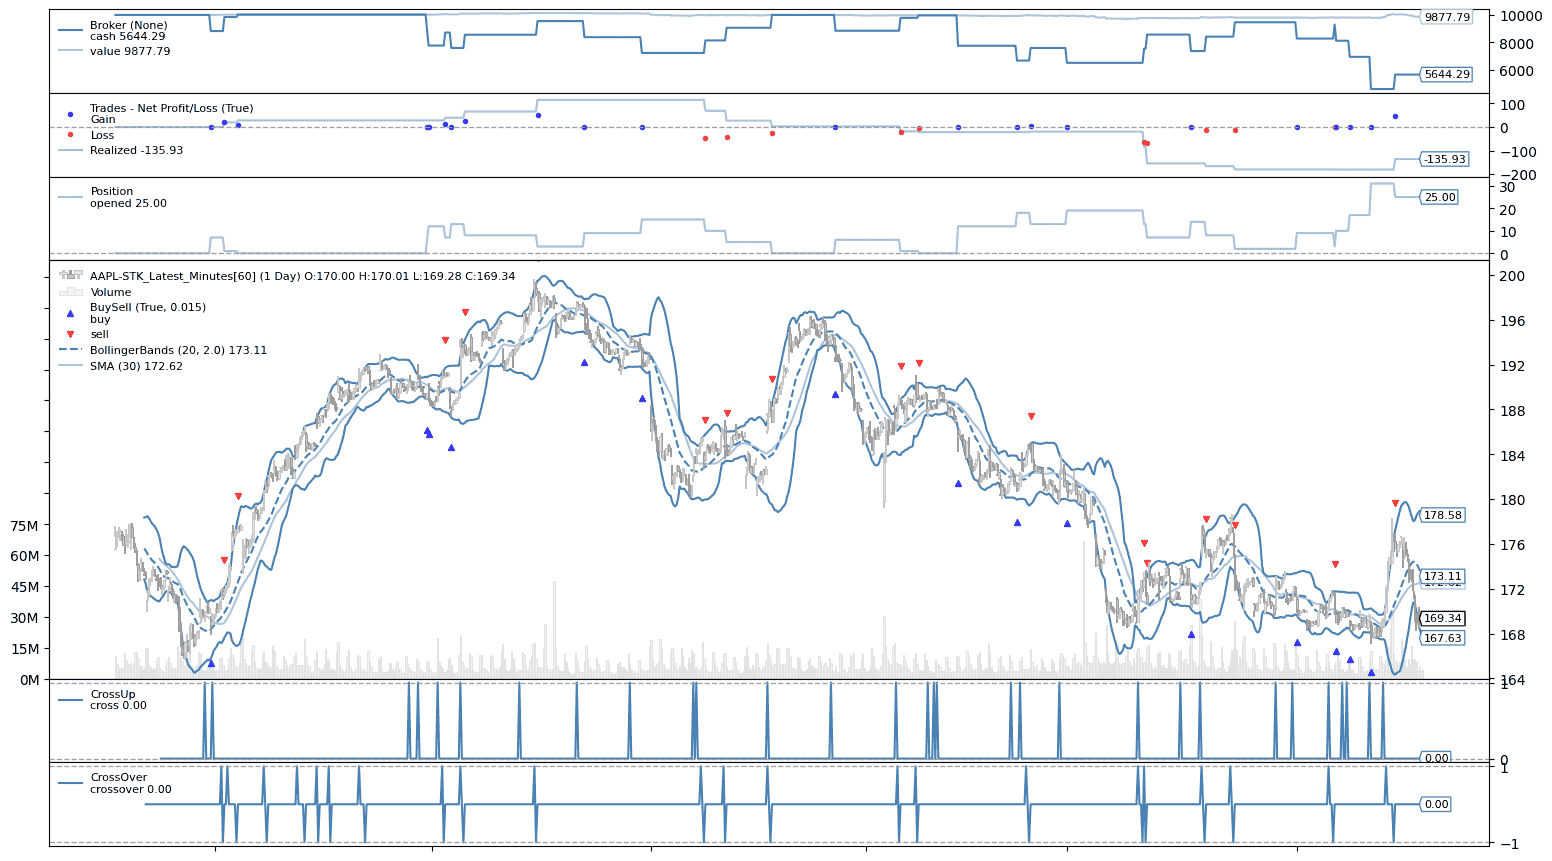 Broker (None)
cash 5644.29
value 9877.79
9877.79
5644.29
10000
8000
6000
Trades - Net Profit/Loss (True)
Gain
Loss
Realized -135.93
-135.93
100
0
−100
−200
Position
opened 25.00
25.00
30
20
10
0
AAPL-STK_Latest_Minutes[60] (1 Day) O:170.00 H:170.01 L:169.28 C:169.34
Volume
BuySell (True, 0.015)
buy
sell
BollingerBands (20, 2.0) 173.11
SMA (30) 172.62
75M
60M
45M
30M
15M
0M
200
196
192
188
184
180
176
172
168
164
178.58
173.11
172.62
169.34
167.63
CrossUp
cross 0.00
0.00
1
0
CrossOver
crossover 0.00
0.00
1
−1